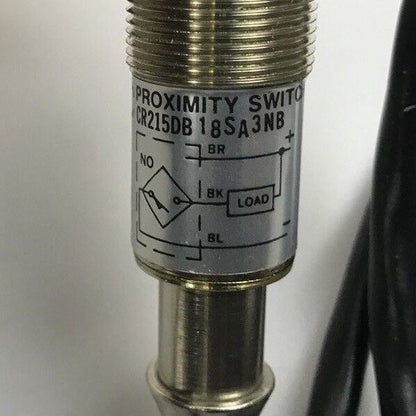 PROXIMITY SWITC
CR215DB18SA3NB
+
BR
NO
BK
LOAD
BL
-